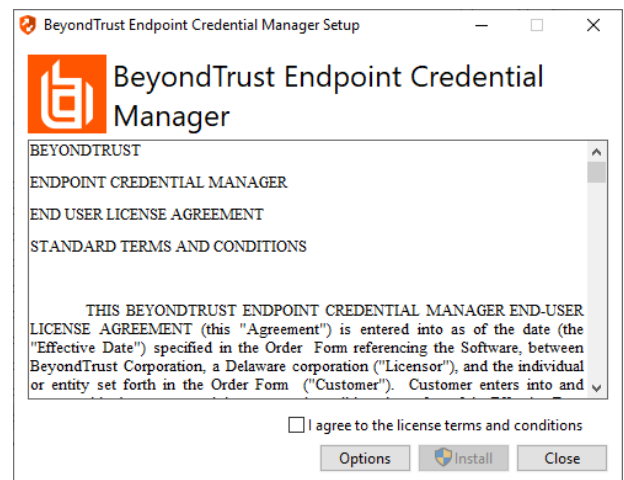 BeyondTrust Endpoint Credential Manager Setup
BeyondTrust Endpoint Credential
Manager
BEYONDTRUST
ENDPOINT CREDENTIAL MANAGER
END USER LICENSE AGREEMENT
STANDARD TERMS AND CONDITIONS
THIS BEYONDTRUST ENDPOINT CREDENTIAL MANAGER END-USER
LICENSE AGREEMENT (this "Agreement") is entered into as of the date (the
"Effective Date") specified in the Order Form referencing the Software, between
BeyondTrust Corporation, a Delaware corporation ("Licensor"), and the individual
or entity set forth in the Order Form ("Customer"). Customer enters into and
I agree to the license terms and conditions
Options
Install
Close